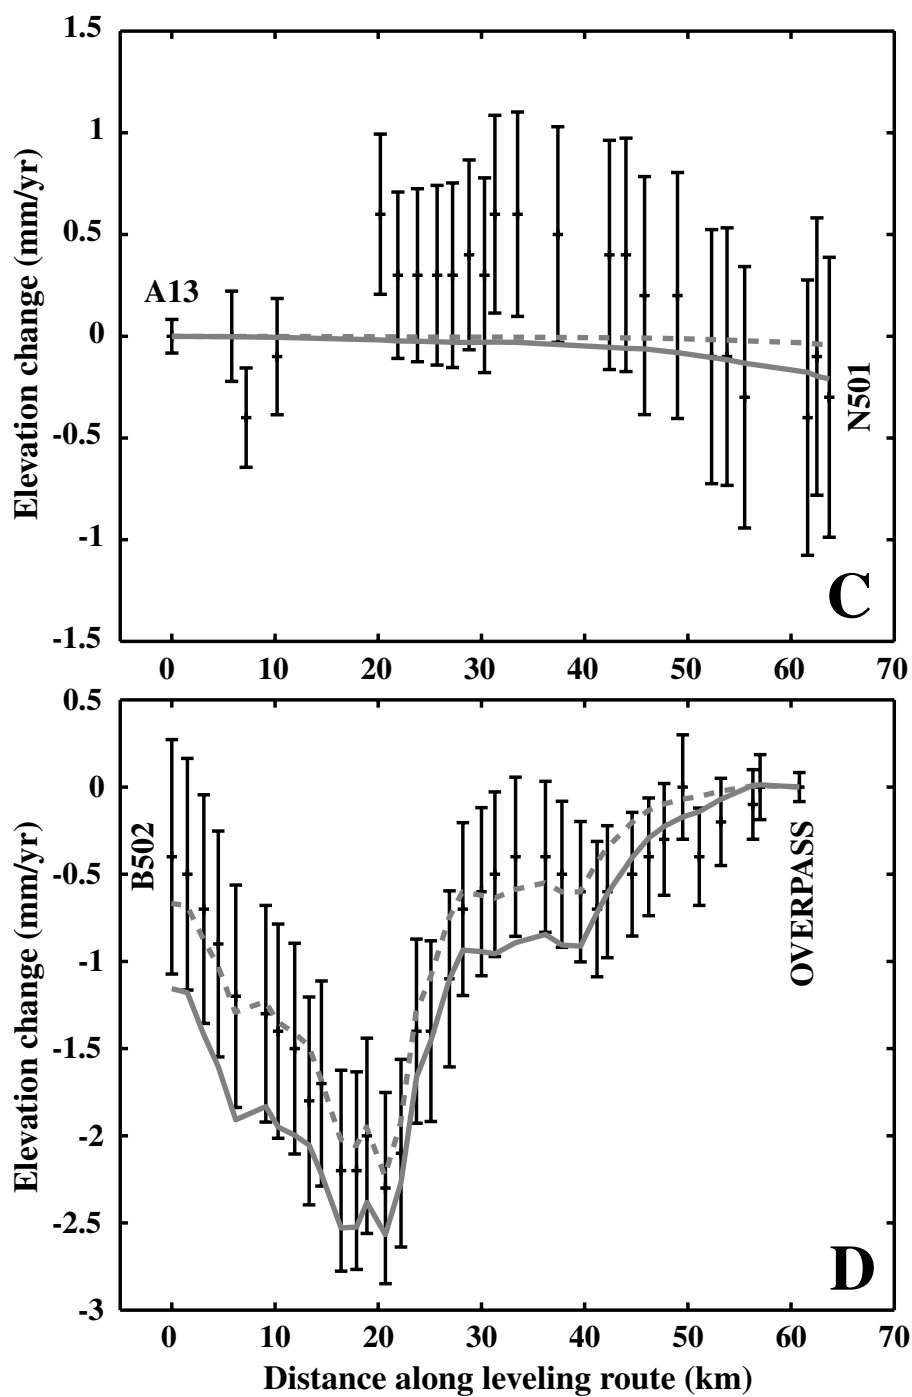 1.5
1
0.5
0
-0.5
-1
-1.5
Elevation change (mm/yr)
A13
N501
C
0 10 20 30 40 50 60 70
0.5
0
-0.5
-1
-1.5
-2
-2.5
-3
Elevation change (mm/yr)
B502
OVERPASS
D
0 10 20 30 40 50 60 70
Distance along leveling route (km)